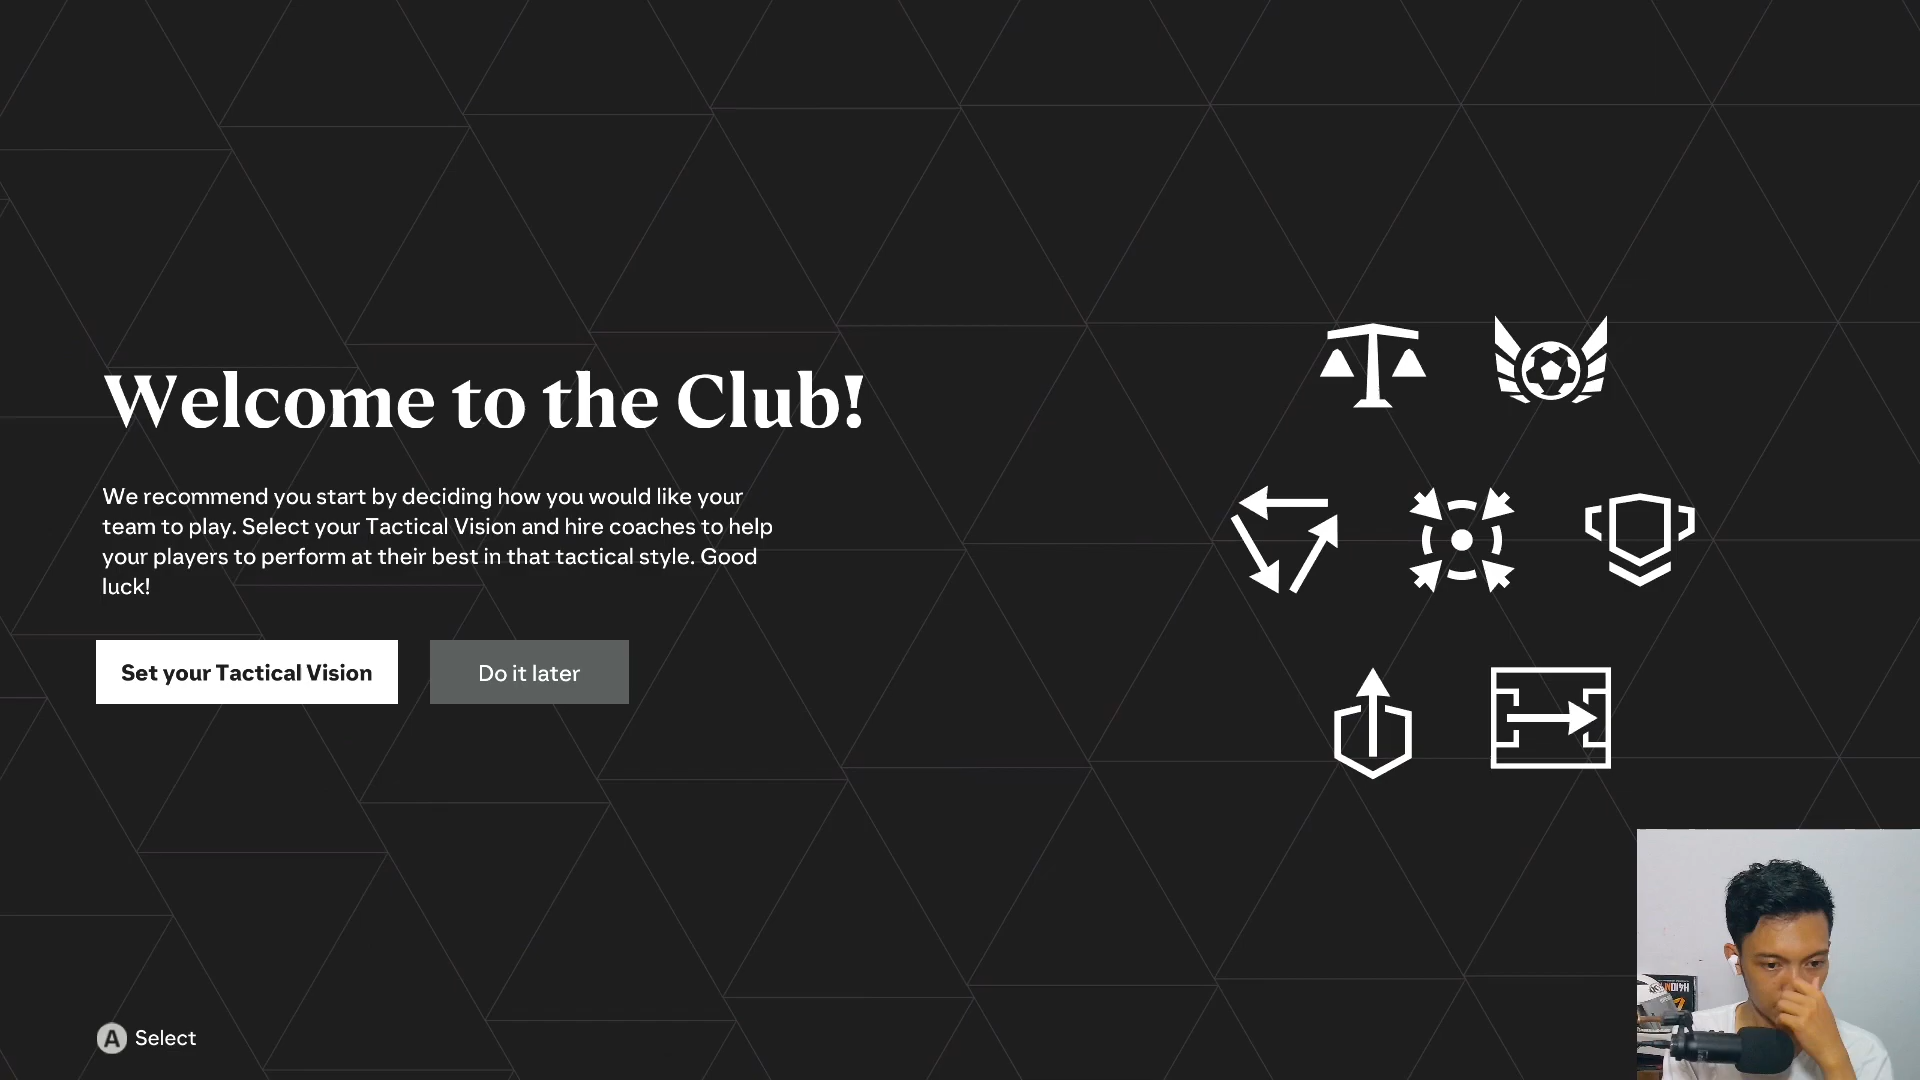 Welcome to the Club!
We recommend you start by deciding how you would like your
team to play. Select your Tactical Vision and hire coaches to help
your players to perform at their best in that tactical style. Good
luck!
Set your Tactical Vision
Do it later
A Select